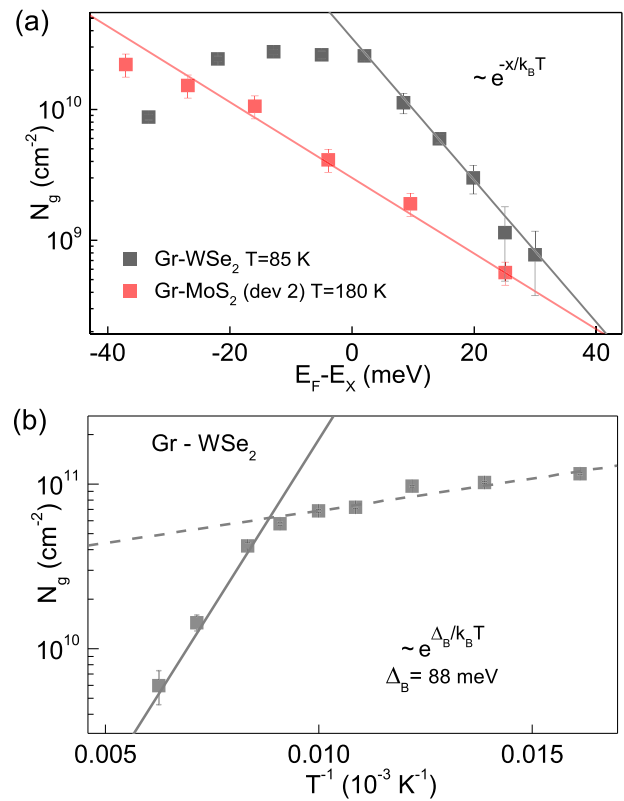 (a)
~ e^-x/k_BT
10^10
10^9
N_g (cm^-2)
Gr-WSe_2 T=85 K
Gr-MoS_2 (dev 2) T=180 K
-40 -20 0 20 40
E_F-E_X (meV)
(b)
Gr - WSe_2
10^11
10^10
N_g (cm^-2)
~ e^Δ_B/k_BT
Δ_B= 88 meV
0.005 0.010 0.015
T^-1 (10^-3 K^-1)